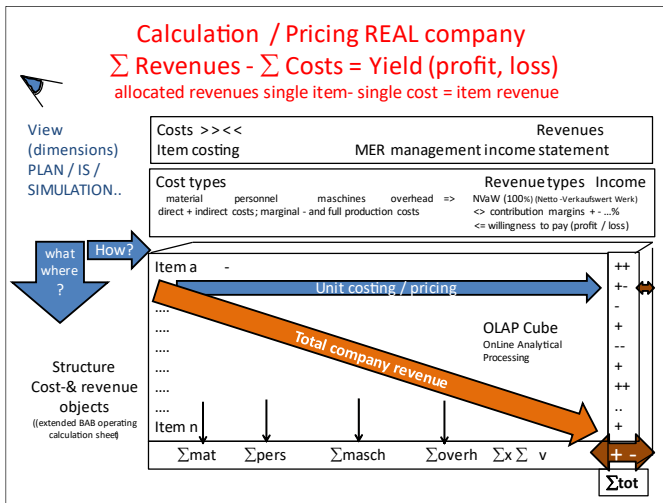 Calculation / Pricing REAL company
∑ Revenues - ∑ Costs = Yield (profit, loss)
allocated revenues single item- single cost = item revenue
View
(dimensions)
PLAN / IS /
SIMULATION..
Costs >><< Revenues
Item costing MER management income statement
Cost types Revenue types Income
material personnel maschines overhead => NVaW (100%) (Netto -Verkaufswert Werk)
direct + indirect costs; marginal - and full production costs <> contribution margins + - ...%
<= willingness to pay (profit / loss)
How?
what
where
?
Item a -
Unit costing / pricing
....
....
....
....
....
....
Item n
Total company revenue
OLAP Cube
OnLine Analytical
Processing
++
+-
-
+
--
+
++
..
+
Structure
Cost-& revenue
objects
((extended BAB operating
calculation sheet)
∑mat ∑pers ∑masch ∑overh ∑x ∑ v
+ -
∑tot